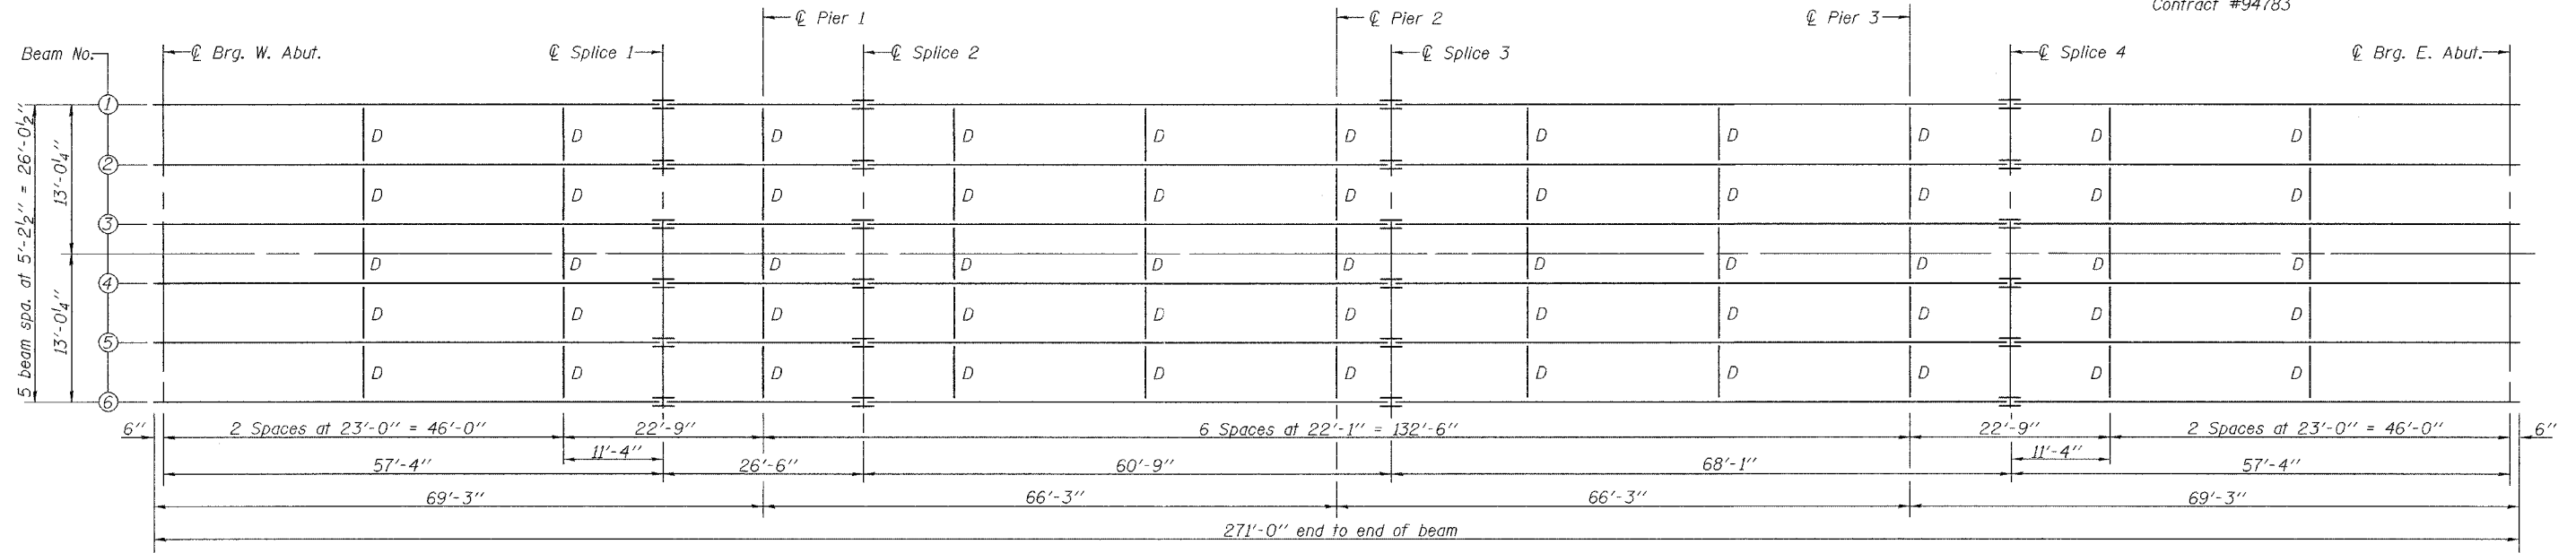 Contract #94783
℄ Pier 1
℄ Pier 2
℄ Pier 3
Beam No.
℄ Brg. W. Abut.
℄ Splice 1
℄ Splice 2
℄ Splice 3
℄ Splice 4
℄ Brg. E. Abut.
5 beam spa. at 5'-2½" = 26'-0½"
13'-0¼"
13'-0¼"
1
D D D D D D D D D D D
2
D D D D D D D D D D D
3
D D D D D D D D D D D
4
D D D D D D D D D D D
5
D D D D D D D D D D D
6
6" 2 Spaces at 23'-0" = 46'-0" 22'-9" 6 Spaces at 22'-1" = 132'-6" 22'-9" 2 Spaces at 23'-0" = 46'-0" 6"
11'-4" 11'-4"
57'-4" 26'-6" 60'-9" 68'-1" 57'-4"
69'-3" 66'-3" 66'-3" 69'-3"
271'-0" end to end of beam